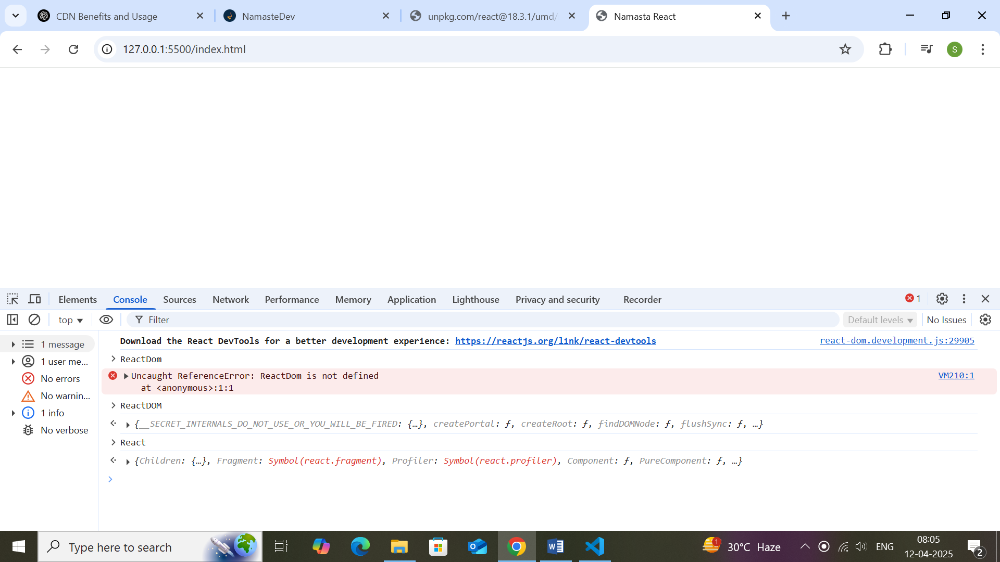 CDN Benefits and Usage
NamasteDev
unpkg.com/react@18.3.1/umd/
Namasta React
127.0.0.1:5500/index.html
S
Elements Console Sources Network Performance Memory Application Lighthouse Privacy and security Recorder 1
top Filter Default levels No Issues
1 message
1 user me...
No errors
No warnin...
1 info
No verbose
Download the React DevTools for a better development experience: https://reactjs.org/link/react-devtools react-dom.development.js:29905
ReactDom
Uncaught ReferenceError: ReactDom is not defined VM210:1
at <anonymous>:1:1
ReactDOM
{__SECRET_INTERNALS_DO_NOT_USE_OR_YOU_WILL_BE_FIRED: {…}, createPortal: ƒ, createRoot: ƒ, findDOMNode: ƒ, flushSync: ƒ, …}
React
{Children: {…}, Fragment: Symbol(react.fragment), Profiler: Symbol(react.profiler), Component: ƒ, PureComponent: ƒ, …}
Type here to search
1 30°C Haze
ENG
08:05
12-04-2025
2